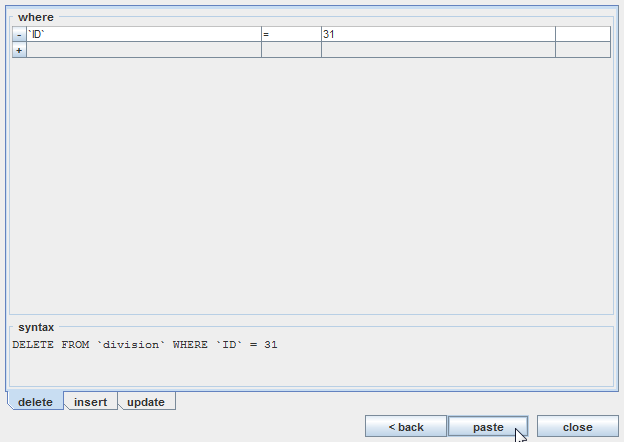 where
- `ID` = 31
+
syntax
DELETE FROM `division` WHERE `ID` = 31
delete insert update
< back paste close